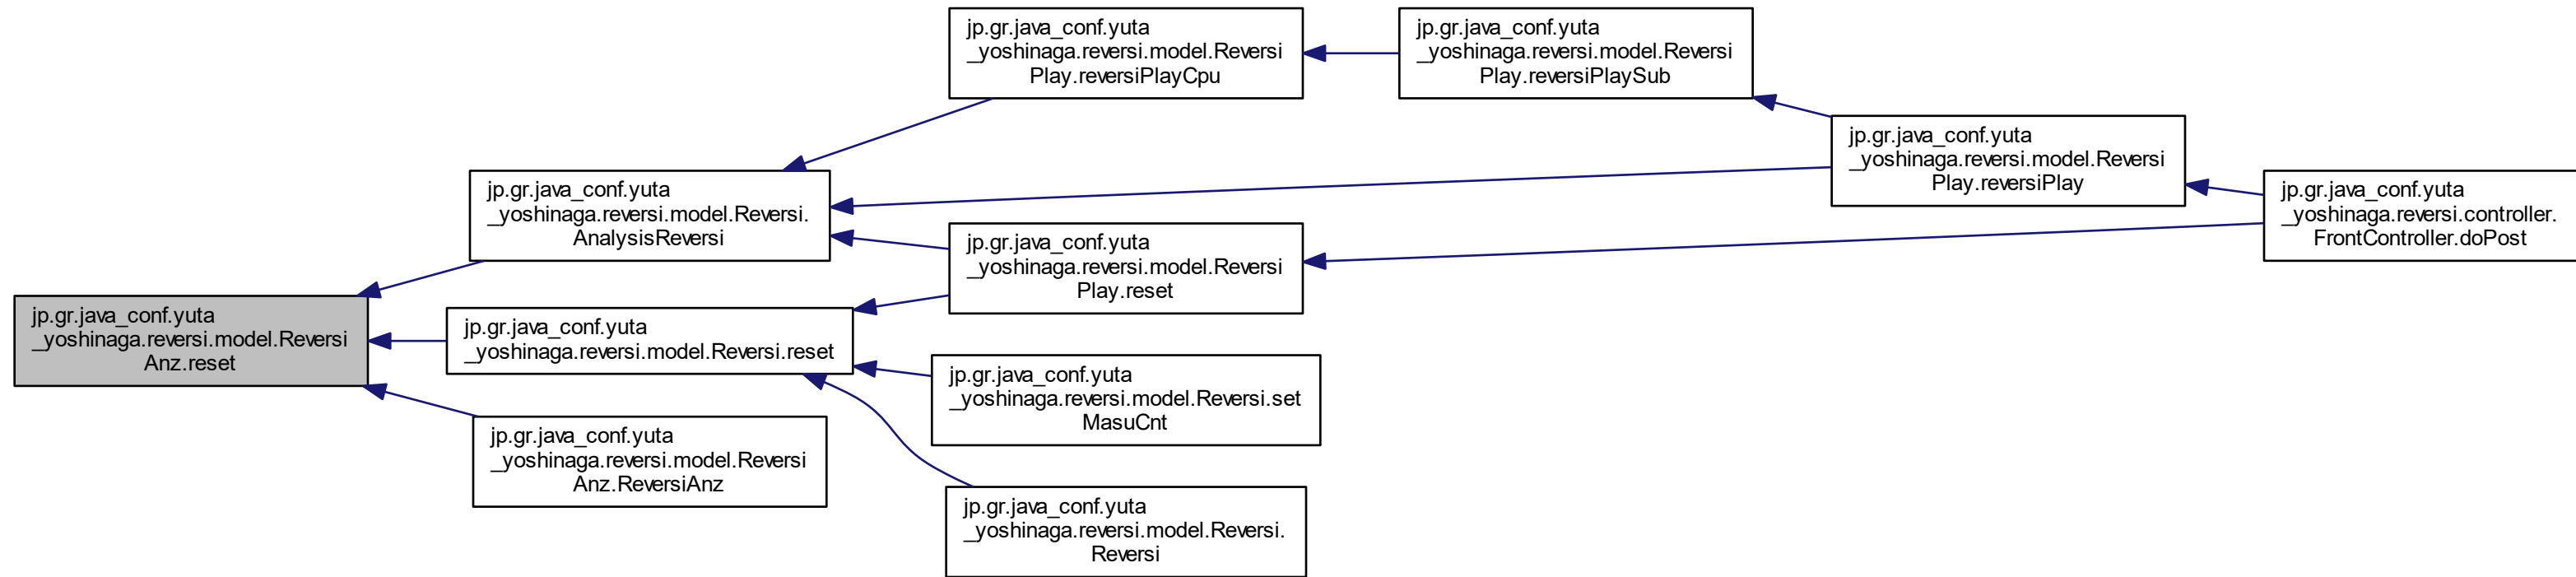 jp.gr.java_conf.yuta
_yoshinaga.reversi.model.Reversi
Anz.reset
jp.gr.java_conf.yuta
_yoshinaga.reversi.model.Reversi.
AnalysisReversi
jp.gr.java_conf.yuta
_yoshinaga.reversi.model.Reversi.reset
jp.gr.java_conf.yuta
_yoshinaga.reversi.model.Reversi
Anz.ReversiAnz
jp.gr.java_conf.yuta
_yoshinaga.reversi.model.Reversi
Play.reversiPlayCpu
jp.gr.java_conf.yuta
_yoshinaga.reversi.model.Reversi
Play.reset
jp.gr.java_conf.yuta
_yoshinaga.reversi.model.Reversi.set
MasuCnt
jp.gr.java_conf.yuta
_yoshinaga.reversi.model.Reversi.
Reversi
jp.gr.java_conf.yuta
_yoshinaga.reversi.model.Reversi
Play.reversiPlaySub
jp.gr.java_conf.yuta
_yoshinaga.reversi.model.Reversi
Play.reversiPlay
jp.gr.java_conf.yuta
_yoshinaga.reversi.controller.
FrontController.doPost